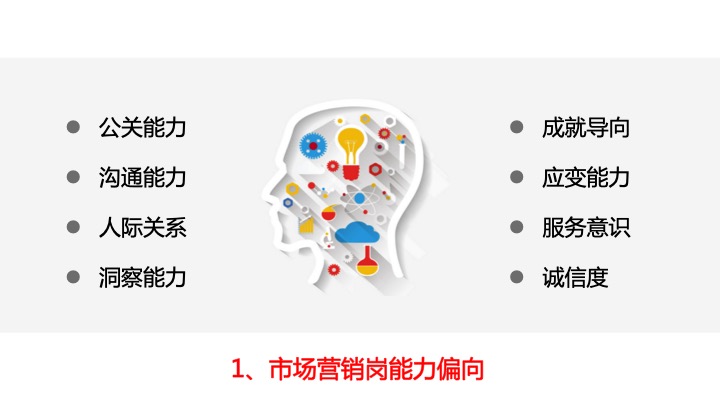 公关能力
沟通能力
人际关系
洞察能力
成就导向
应变能力
服务意识
诚信度
1、市场营销岗能力偏向